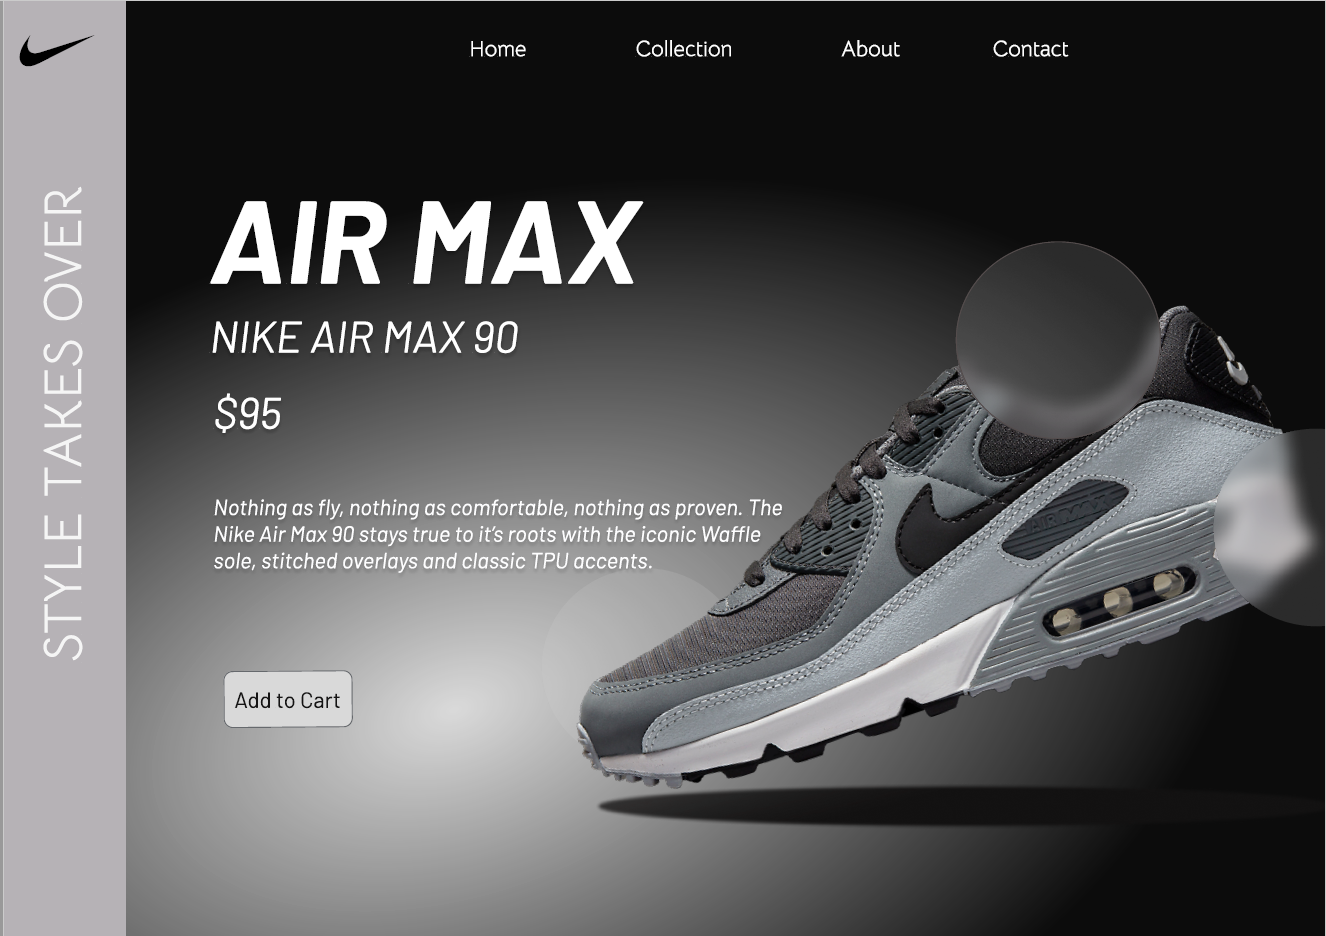 Home Collection About Contact
STYLE TAKES OVER
AIR MAX
NIKE AIR MAX 90
$95
Nothing as fly, nothing as comfortable, nothing as proven. The
Nike Air Max 90 stays true to it's roots with the iconic Waffle
sole, stitched overlays and classic TPU accents.
Add to Cart
AIR MAX